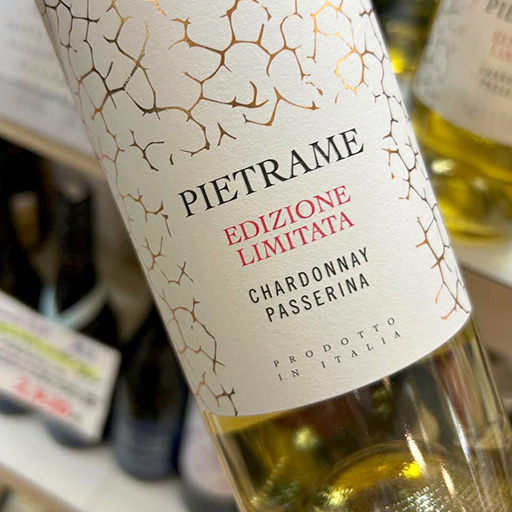 PIETRAME
EDIZIONE
LIMITATA
CHARDONNAY
PASSERINA
PRODOTTO
IN ITALIA